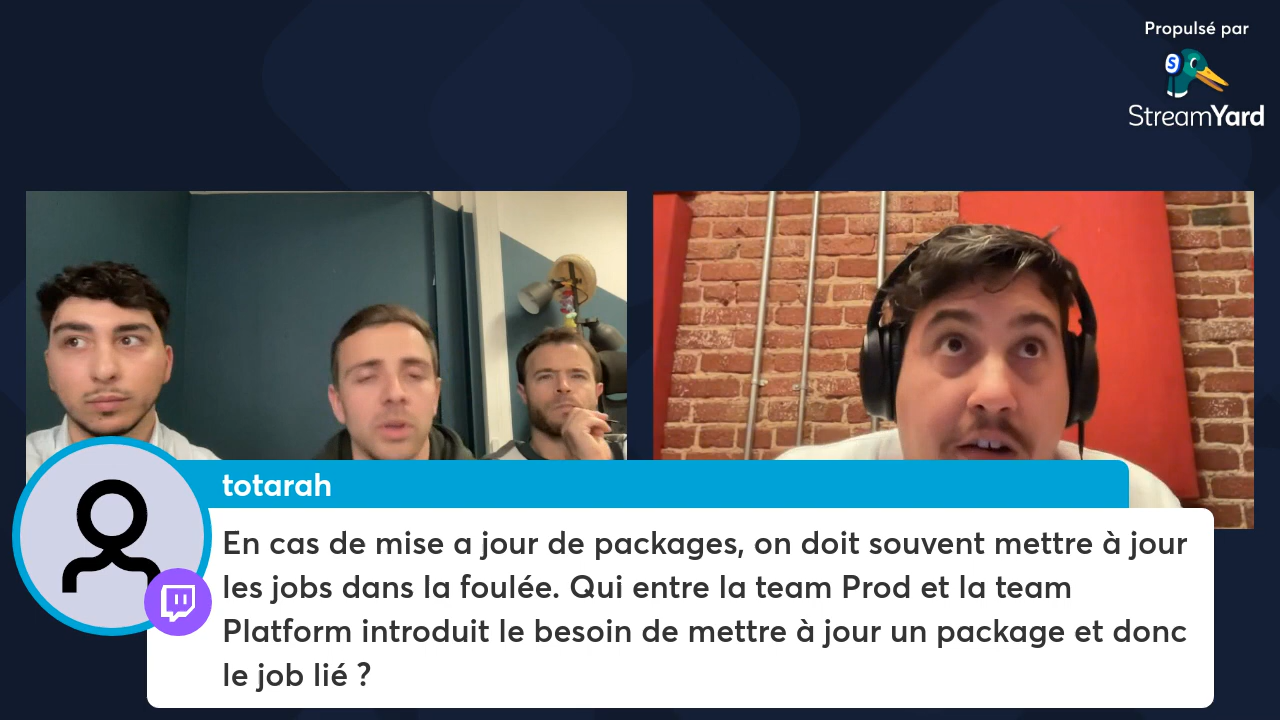 Propulsé par
S
StreamYard
totarah
En cas de mise a jour de packages, on doit souvent mettre à jour
les jobs dans la foulée. Qui entre la team Prod et la team
Platform introduit le besoin de mettre à jour un package et donc
le job lié ?